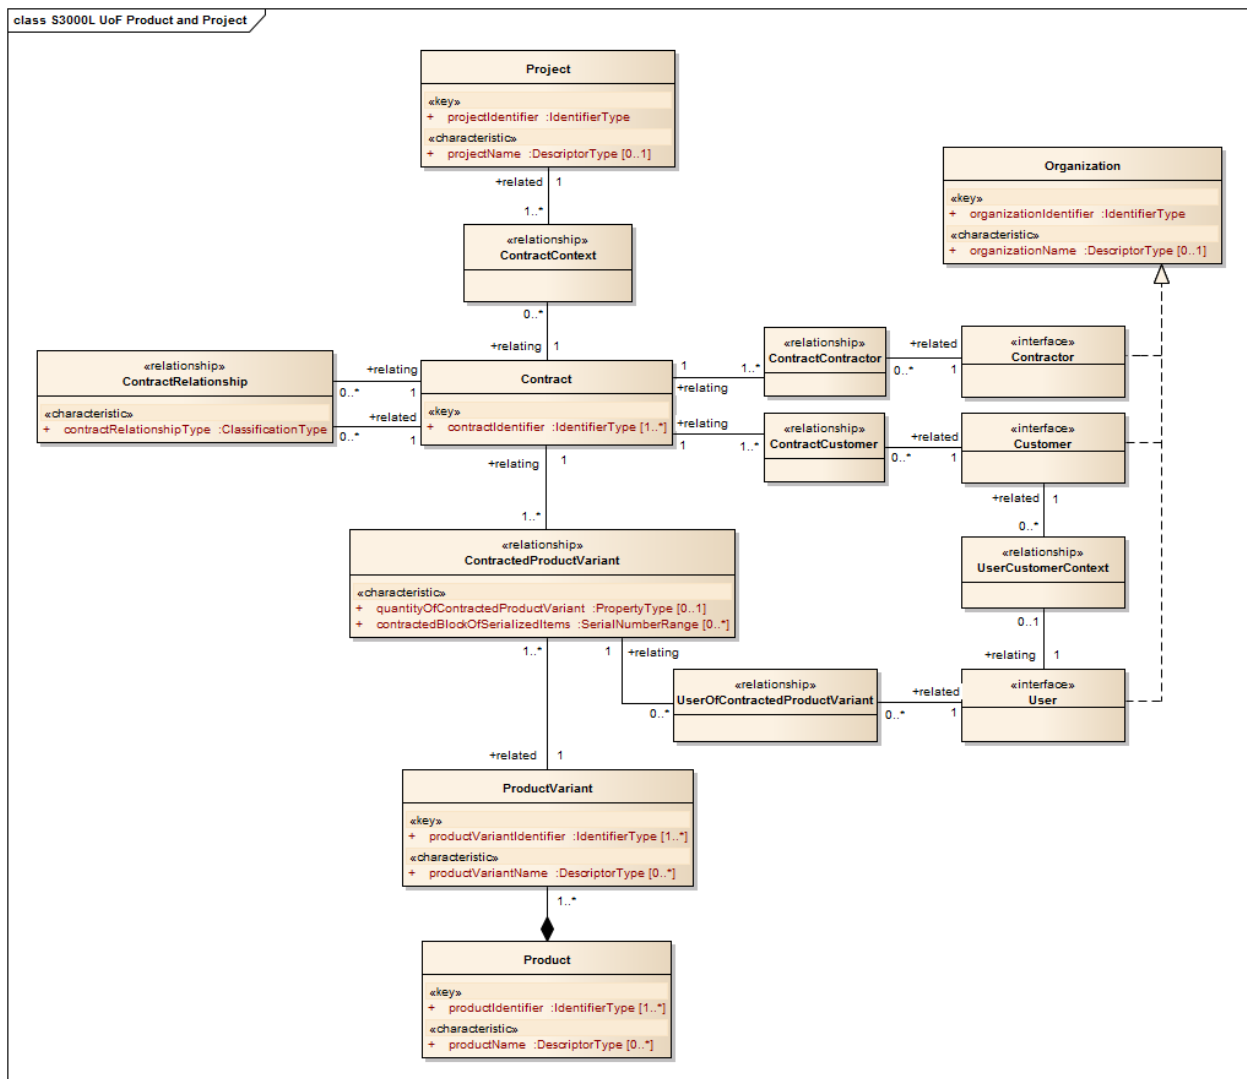 class S3000L UoF Product and Project
Project
«key»
+ projectIdentifier :IdentifierType
«characteristic»
+ projectName :DescriptorType [0..1]
+related 1
1..*
«relationship»
ContractContext
0..*
+relating 1
Organization
«key»
+ organizationIdentifier :IdentifierType
«characteristic»
+ organizationName :DescriptorType [0..1]
«relationship»
ContractRelationship
«characteristic»
+ contractRelationshipType :ClassificationType
+relating
0..* 1
+related
0..* 1
Contract
«key»
+ contractIdentifier :IdentifierType [1..*]
1 1..*
+relating
«relationship»
ContractContractor
+related
0..* 1
«interface»
Contractor
+relating
1 1..*
«relationship»
ContractCustomer
+related
0..* 1
«interface»
Customer
+related 1
0..*
«relationship»
UserCustomerContext
0..1
+relating 1
«interface»
User
+relating 1
1..*
«relationship»
ContractedProductVariant
«characteristic»
+ quantityOfContractedProductVariant :PropertyType [0..1]
+ contractedBlockOfSerializedItems :SerialNumberRange [0..*]
1..* 1 +relating
0..*
«relationship»
UserOfContractedProductVariant
+related
0..* 1
+related 1
ProductVariant
«key»
+ productVariantIdentifier :IdentifierType [1..*]
«characteristic»
+ productVariantName :DescriptorType [0..*]
1..*
Product
«key»
+ productIdentifier :IdentifierType [1..*]
«characteristic»
+ productName :DescriptorType [0..*]